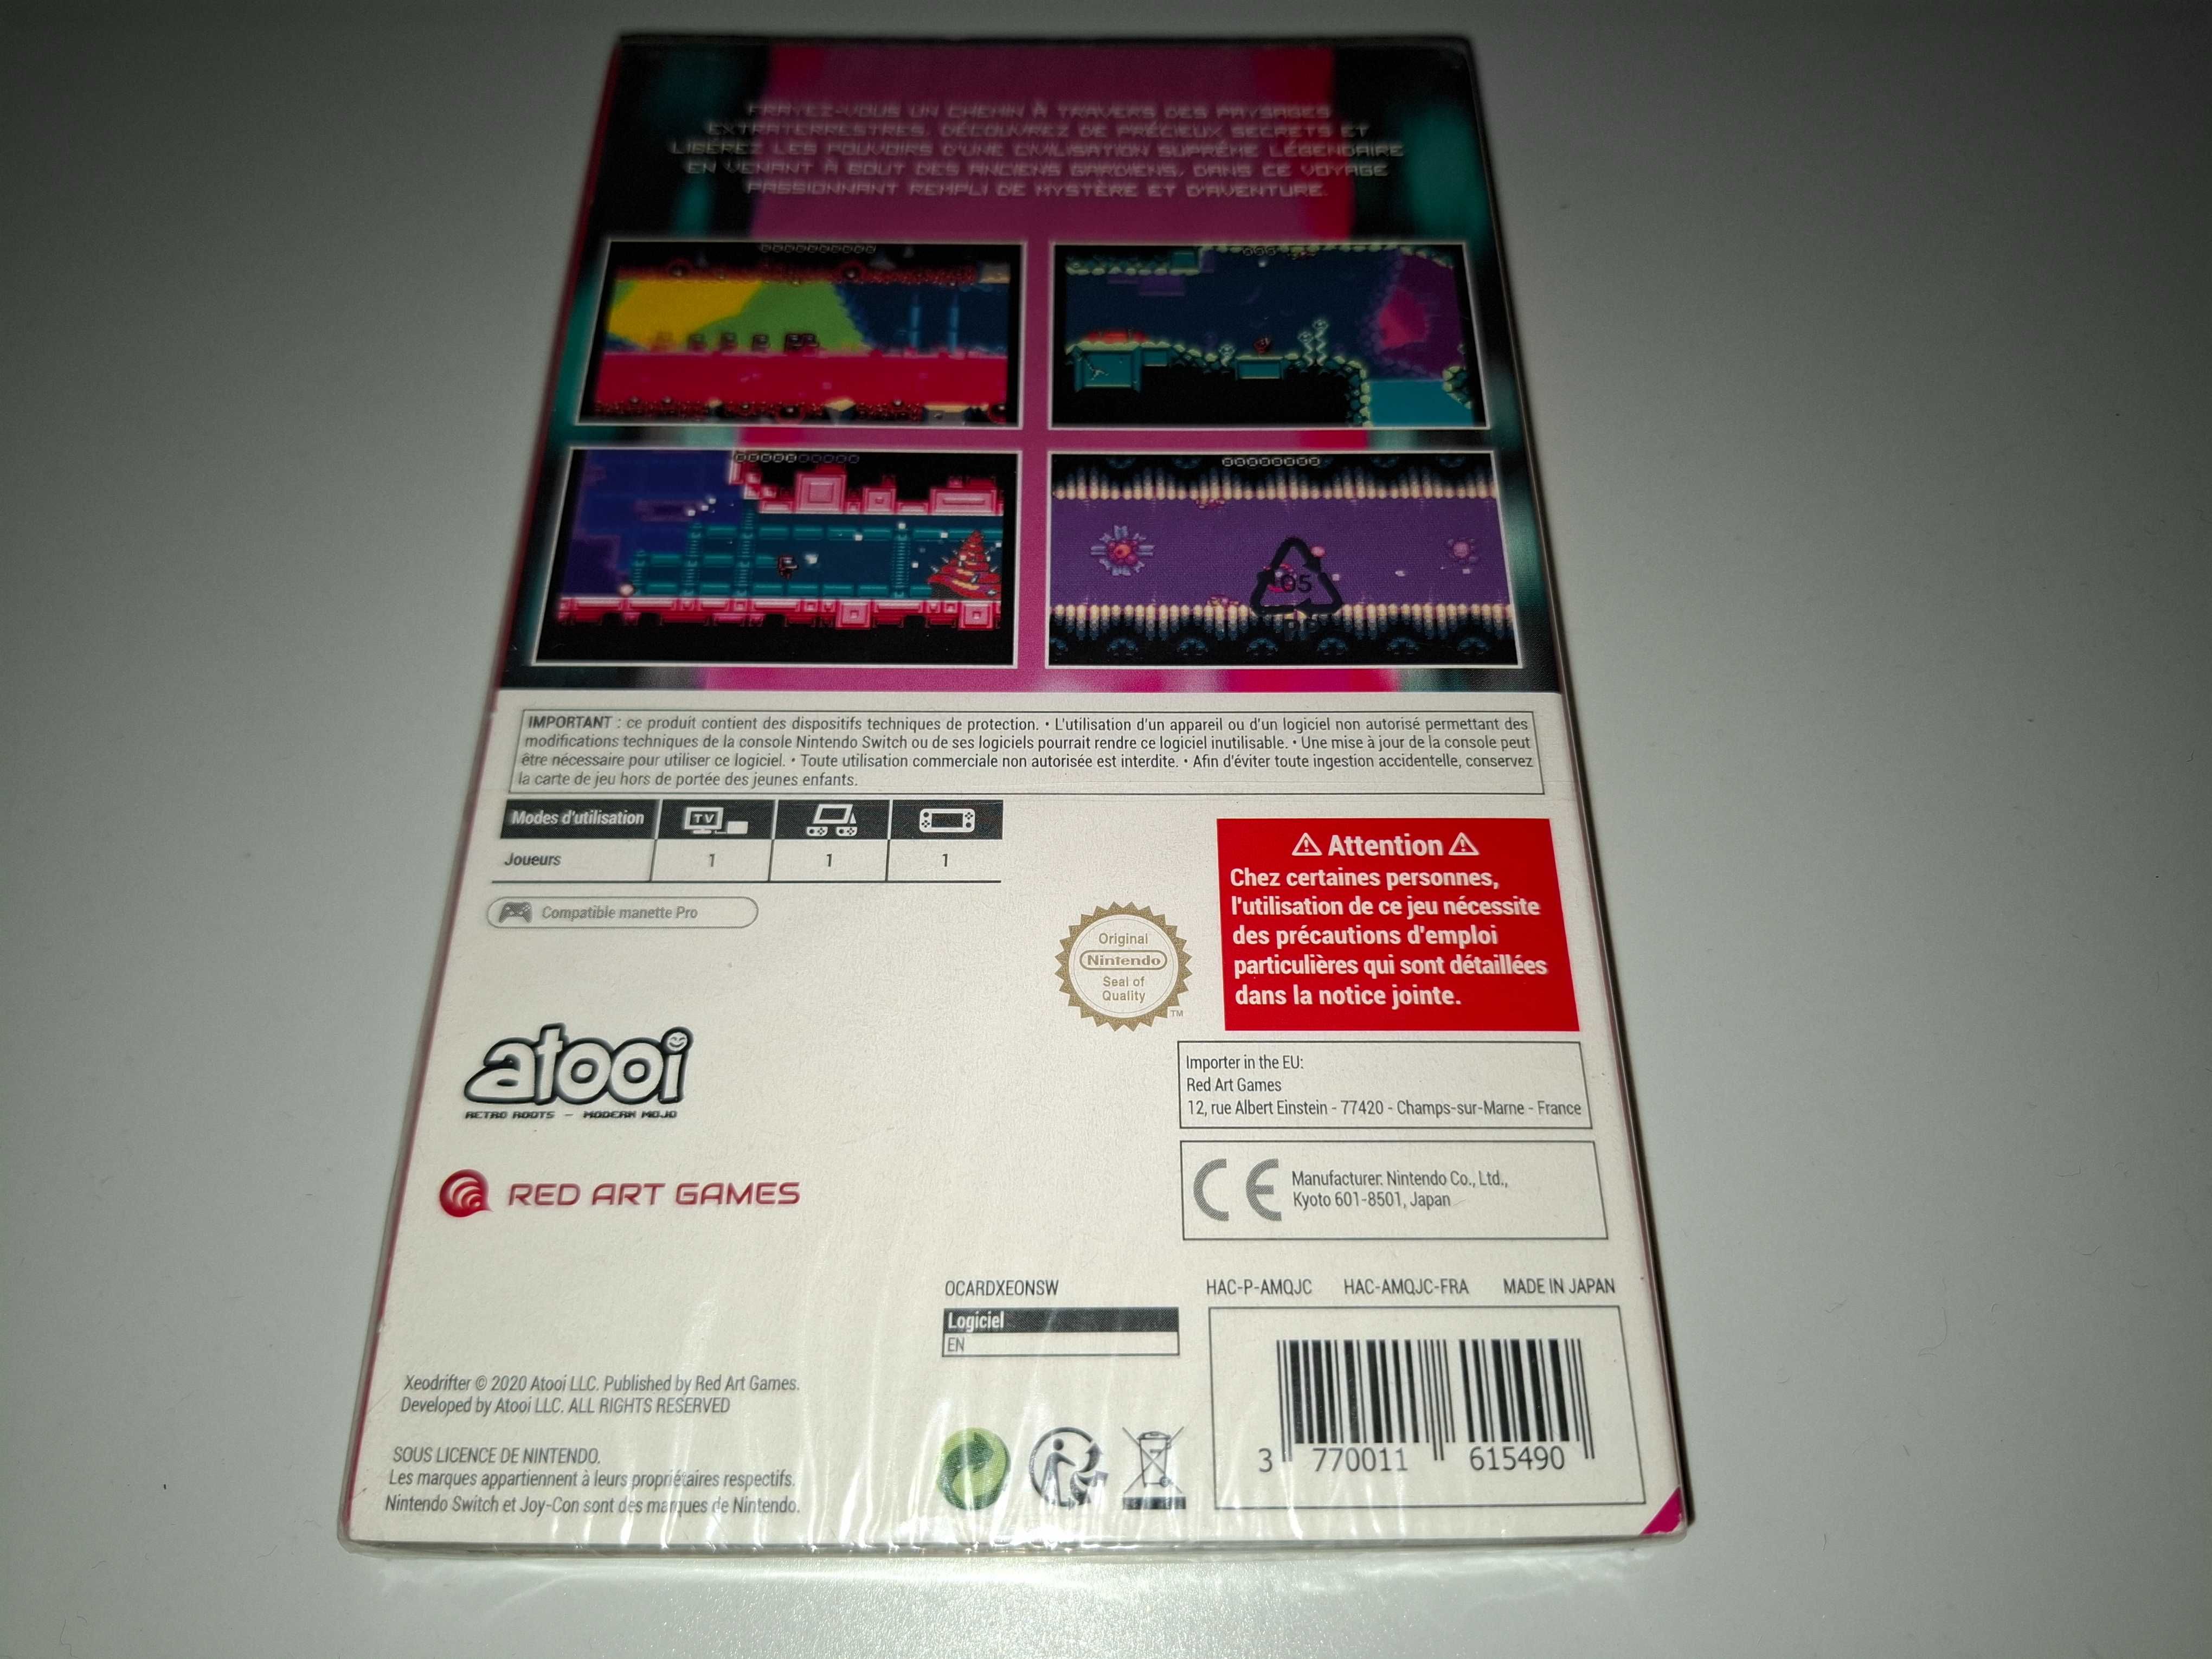 FRAYEZ-VOUS UN CHEMIN À TRAVERS DES PAYSAGES
EXTRATERRESTRES, DÉCOUVREZ DE PRÉCIEUX SECRETS ET
LIBÉREZ LES POUVOIRS D'UNE CIVILISATION SUPRÊME LÉGENDAIRE
EN VENANT À BOUT DES ANCIENS GARDIENS, DANS CE VOYAGE
PASSIONNANT REMPLI DE MYSTÈRE ET D'AVENTURE.
05
PP
IMPORTANT : ce produit contient des dispositifs techniques de protection. • L'utilisation d'un appareil ou d'un logiciel non autorisé permettant des
modifications techniques de la console Nintendo Switch ou de ses logiciels pourrait rendre ce logiciel inutilisable. • Une mise à jour de la console peut
être nécessaire pour utiliser ce logiciel. • Toute utilisation commerciale non autorisée est interdite. • Afin d'éviter toute ingestion accidentelle, conservez
la carte de jeu hors de portée des jeunes enfants.
Modes d'utilisation TV
Joueurs 1 1 1
Compatible manette Pro
Original
Nintendo
Seal of
Quality
TM
⚠ Attention ⚠
Chez certaines personnes,
l'utilisation de ce jeu nécessite
des précautions d'emploi
particulières qui sont détaillées
dans la notice jointe.
atooi
RETRO ROOTS - MODERN MOJO
RED ART GAMES
Importer in the EU:
Red Art Games
12, rue Albert Einstein - 77420 - Champs-sur-Marne - France
CE
Manufacturer: Nintendo Co., Ltd.,
Kyoto 601-8501, Japan
OCARDXEONSW
Logiciel
EN
HAC-P-AMQJC HAC-AMQJC-FRA MADE IN JAPAN
3 770011 615490
Xeodrifter © 2020 Atooi LLC. Published by Red Art Games.
Developed by Atooi LLC. ALL RIGHTS RESERVED
SOUS LICENCE DE NINTENDO.
Les marques appartiennent à leurs propriétaires respectifs.
Nintendo Switch et Joy-Con sont des marques de Nintendo.